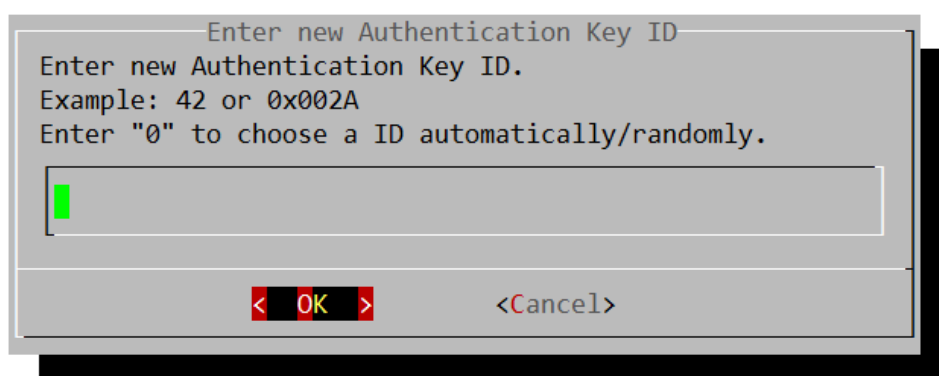 Enter new Authentication Key ID
Enter new Authentication Key ID.
Example: 42 or 0x002A
Enter "0" to choose a ID automatically/randomly.
< OK > <Cancel>